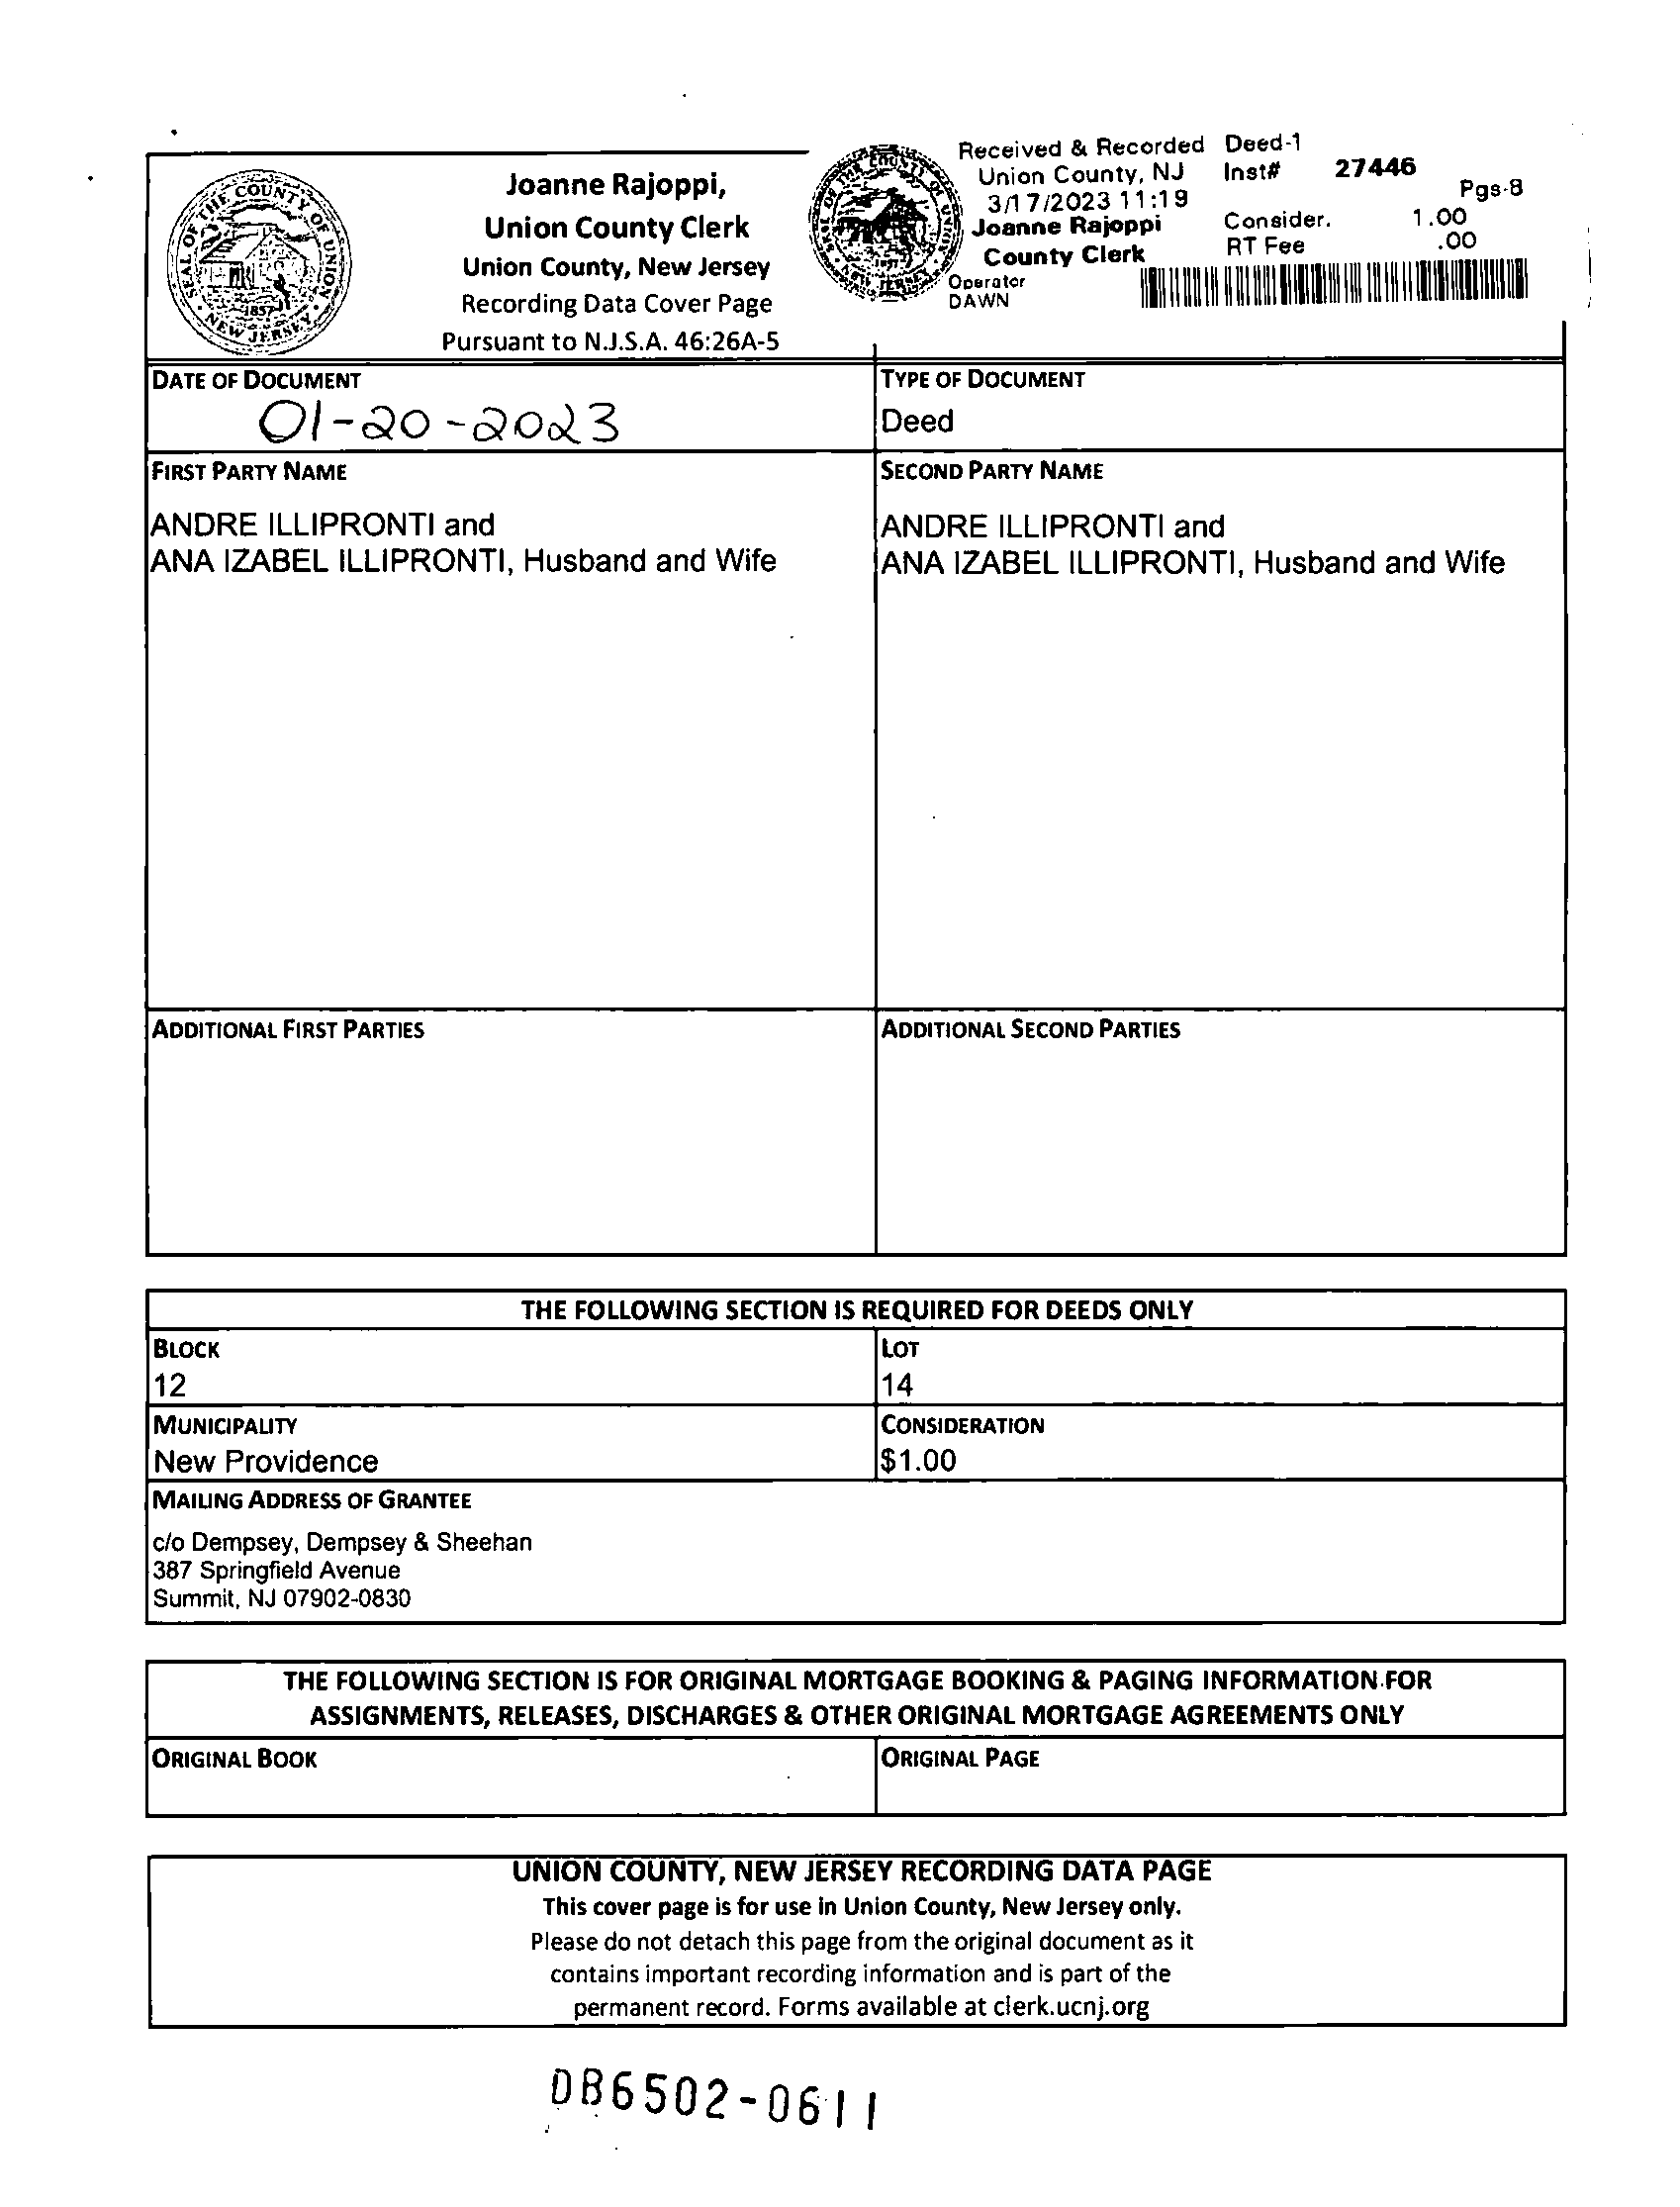 SEAL OF THE COUNTY OF UNION
1857
NEW JERSEY
Joanne Rajoppi,
Union County Clerk
Union County, New Jersey
Recording Data Cover Page
Pursuant to N.J.S.A. 46:26A-5
Received & Recorded Deed-1
Union County, NJ Inst# 27446
3/17/2023 11:19 Pgs-8
Joanne Rajoppi Consider. 1.00
County Clerk RT Fee .00
Operator
DAWN
DATE OF DOCUMENT
01-20-2023
TYPE OF DOCUMENT
Deed
FIRST PARTY NAME
ANDRE ILLIPRONTI and
ANA IZABEL ILLIPRONTI, Husband and Wife
SECOND PARTY NAME
ANDRE ILLIPRONTI and
ANA IZABEL ILLIPRONTI, Husband and Wife
ADDITIONAL FIRST PARTIES
ADDITIONAL SECOND PARTIES
THE FOLLOWING SECTION IS REQUIRED FOR DEEDS ONLY
BLOCK
12
LOT
14
MUNICIPALITY
New Providence
CONSIDERATION
$1.00
MAILING ADDRESS OF GRANTEE
c/o Dempsey, Dempsey & Sheehan
387 Springfield Avenue
Summit, NJ 07902-0830
THE FOLLOWING SECTION IS FOR ORIGINAL MORTGAGE BOOKING & PAGING INFORMATION FOR
ASSIGNMENTS, RELEASES, DISCHARGES & OTHER ORIGINAL MORTGAGE AGREEMENTS ONLY
ORIGINAL BOOK
ORIGINAL PAGE
UNION COUNTY, NEW JERSEY RECORDING DATA PAGE
This cover page is for use in Union County, New Jersey only.
Please do not detach this page from the original document as it
contains important recording information and is part of the
permanent record. Forms available at clerk.ucnj.org
DB6502-0611